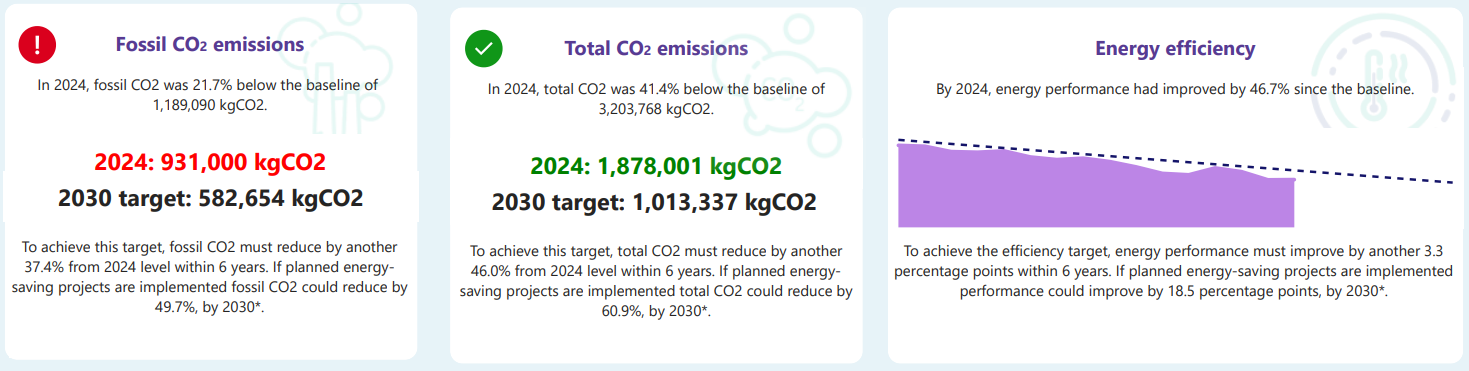 !
Fossil CO2 emissions
In 2024, fossil CO2 was 21.7% below the baseline of
1,189,090 kgCO2.
2024: 931,000 kgCO2
2030 target: 582,654 kgCO2
To achieve this target, fossil CO2 must reduce by another
37.4% from 2024 level within 6 years. If planned energy-
saving projects are implemented fossil CO2 could reduce by
49.7%, by 2030*.
Total CO2 emissions
CO2
In 2024, total CO2 was 41.4% below the baseline of
3,203,768 kgCO2.
2024: 1,878,001 kgCO2
2030 target: 1,013,337 kgCO2
To achieve this target, total CO2 must reduce by another
46.0% from 2024 level within 6 years. If planned energy-
saving projects are implemented total CO2 could reduce by
60.9%, by 2030*.
Energy efficiency
By 2024, energy performance had improved by 46.7% since the baseline.
To achieve the efficiency target, energy performance must improve by another 3.3
percentage points within 6 years. If planned energy-saving projects are implemented
performance could improve by 18.5 percentage points, by 2030*.